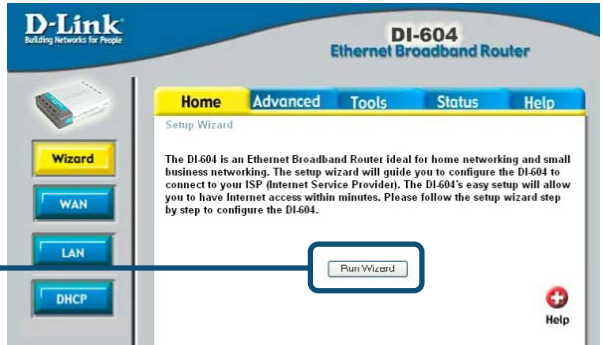 D-Link
Building Networks for People
DI-604
Ethernet Broadband Router
Home Advanced Tools Status Help
Setup Wizard
Wizard
WAN
LAN
DHCP
The DI-604 is an Ethernet Broadband Router ideal for home networking and small
business networking. The setup wizard will guide you to configure the DI-604 to
connect to your ISP (Internet Service Provider). The DI-604's easy setup will allow
you to have Internet access within minutes. Please follow the setup wizard step
by step to configure the DI-604.
Run Wizard
Help